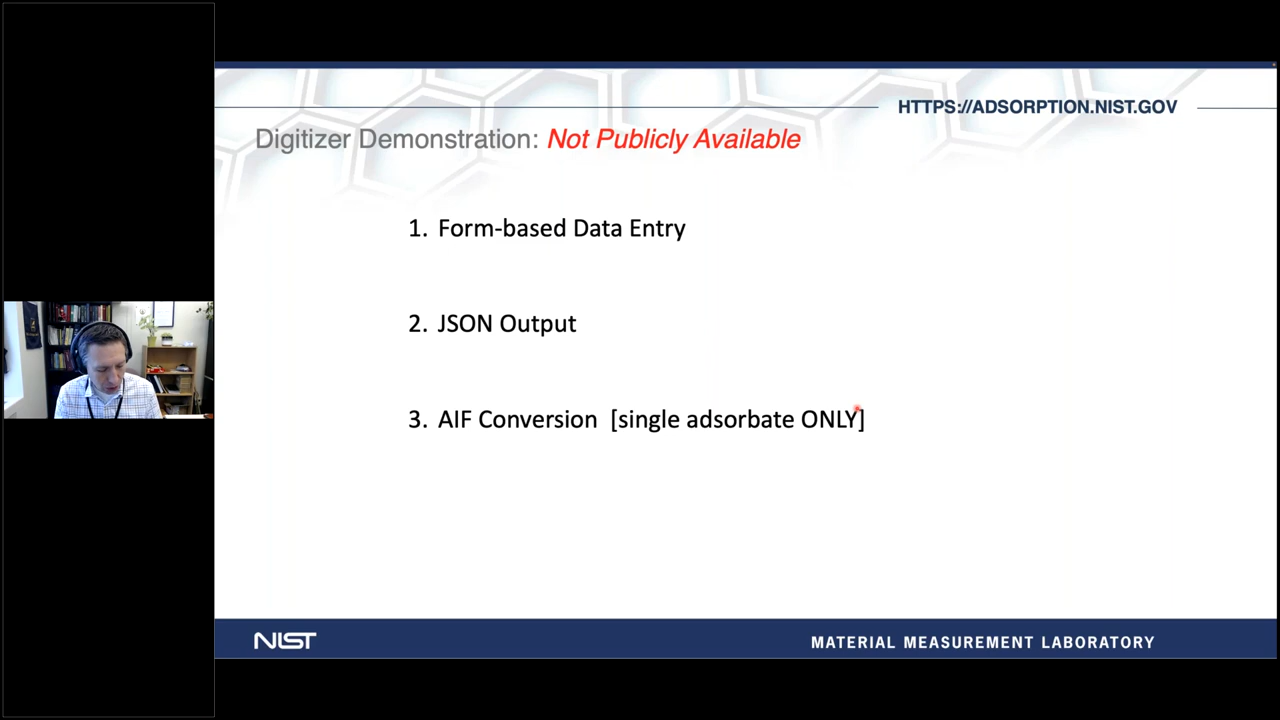 HTTPS://ADSORPTION.NIST.GOV
Digitizer Demonstration: Not Publicly Available
1. Form-based Data Entry
2. JSON Output
3. AIF Conversion [single adsorbate ONLY]
NIST
MATERIAL MEASUREMENT LABORATORY